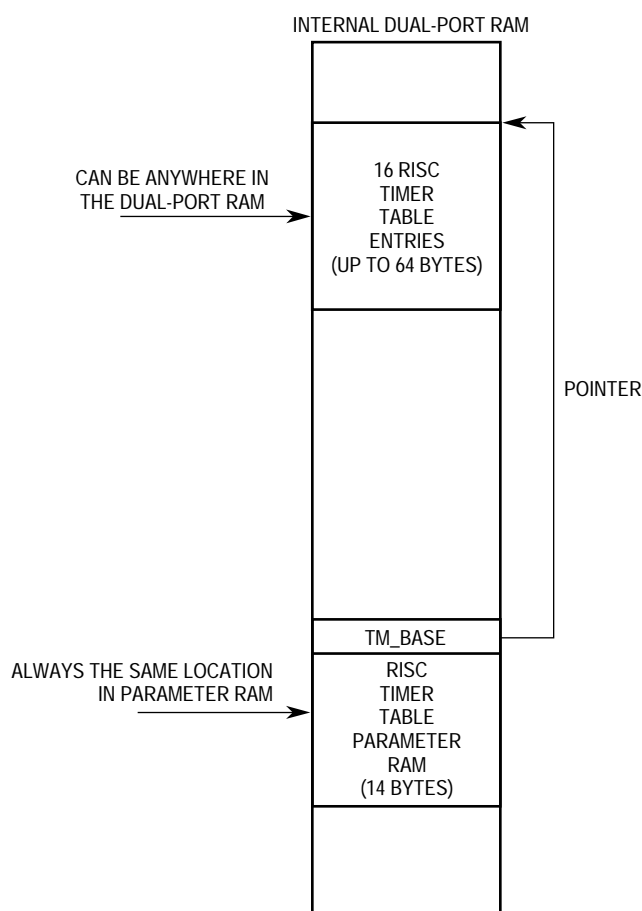 INTERNAL DUAL-PORT RAM
CAN BE ANYWHERE IN
THE DUAL-PORT RAM
16 RISC
TIMER
TABLE
ENTRIES
(UP TO 64 BYTES)
POINTER
TM_BASE
ALWAYS THE SAME LOCATION
IN PARAMETER RAM
RISC
TIMER
TABLE
PARAMETER
RAM
(14 BYTES)